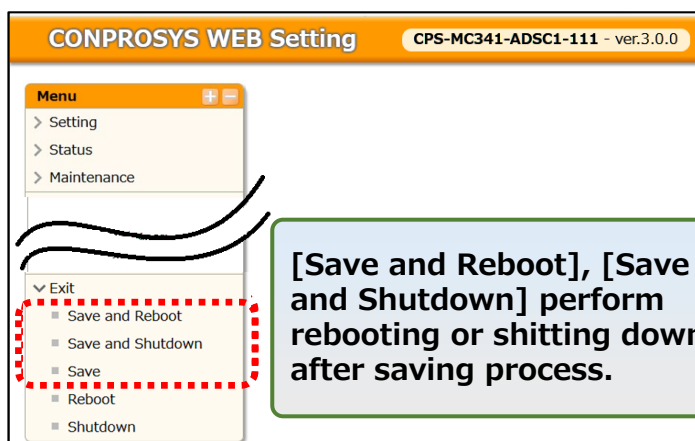 CONPROSYS WEB Setting
CPS-MC341-ADSC1-111 - ver.3.0.0
Menu
Setting
Status
Maintenance
Exit
Save and Reboot
Save and Shutdown
Save
Reboot
Shutdown
[Save and Reboot], [Save
and Shutdown] perform
rebooting or shitting down
after saving process.